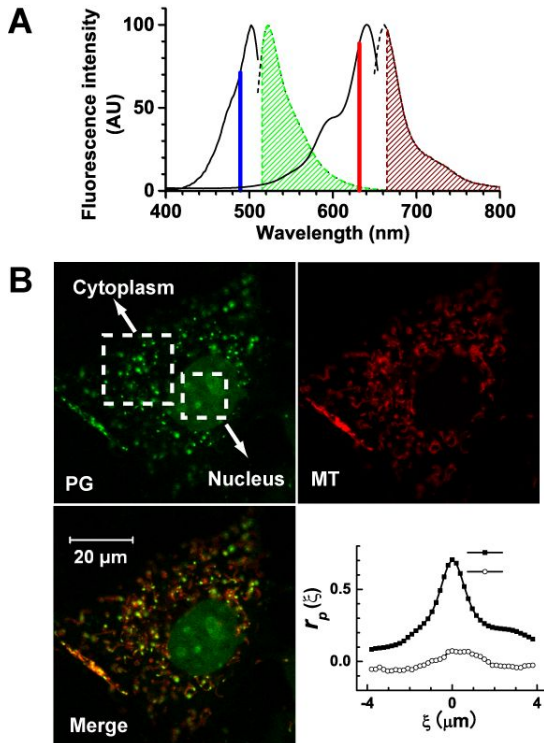 A
Fluorescence intensity
(AU)
100
50
0
400 500 600 700 800
Wavelength (nm)
B
Cytoplasm
Nucleus
PG
MT
20 μm
Merge
r_p (ξ)
0.5
0.0
-4 0 4
ξ (μm)